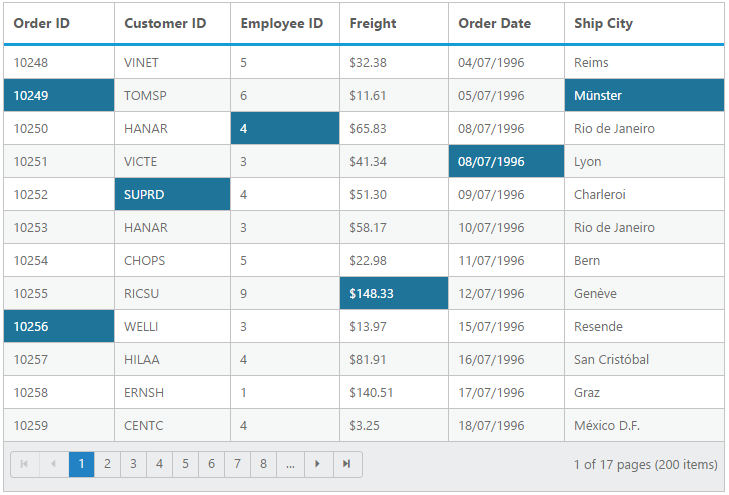 Order ID Customer ID Employee ID Freight Order Date Ship City
10248 VINET 5 $32.38 04/07/1996 Reims
10249 TOMSP 6 $11.61 05/07/1996 Münster
10250 HANAR 4 $65.83 08/07/1996 Rio de Janeiro
10251 VICTE 3 $41.34 08/07/1996 Lyon
10252 SUPRD 4 $51.30 09/07/1996 Charleroi
10253 HANAR 3 $58.17 10/07/1996 Rio de Janeiro
10254 CHOPS 5 $22.98 11/07/1996 Bern
10255 RICSU 9 $148.33 12/07/1996 Genève
10256 WELLI 3 $13.97 15/07/1996 Resende
10257 HILAA 4 $81.91 16/07/1996 San Cristóbal
10258 ERNSH 1 $140.51 17/07/1996 Graz
10259 CENTC 4 $3.25 18/07/1996 México D.F.
1 2 3 4 5 6 7 8 ... 1 of 17 pages (200 items)